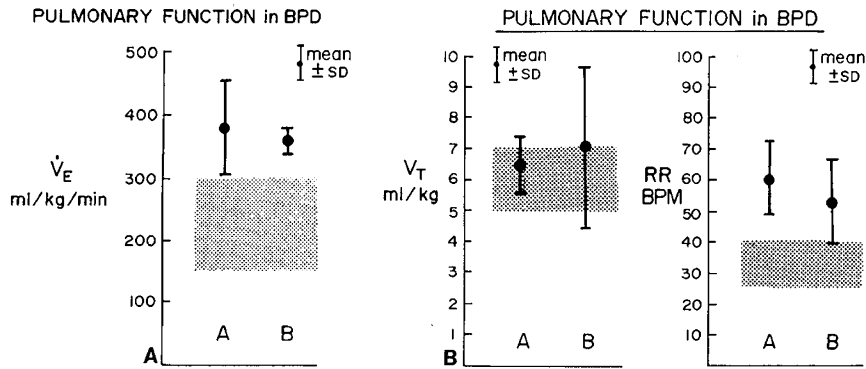 PULMONARY FUNCTION in BPD
500
400
300
200
100
V̇E
ml/kg/min
mean
±SD
A
B
A
PULMONARY FUNCTION in BPD
10
9
8
7
6
5
4
3
2
1
VT
ml/kg
mean
±SD
A
B
B
100
90
80
70
60
50
40
30
20
10
RR
BPM
mean
±SD
A
B